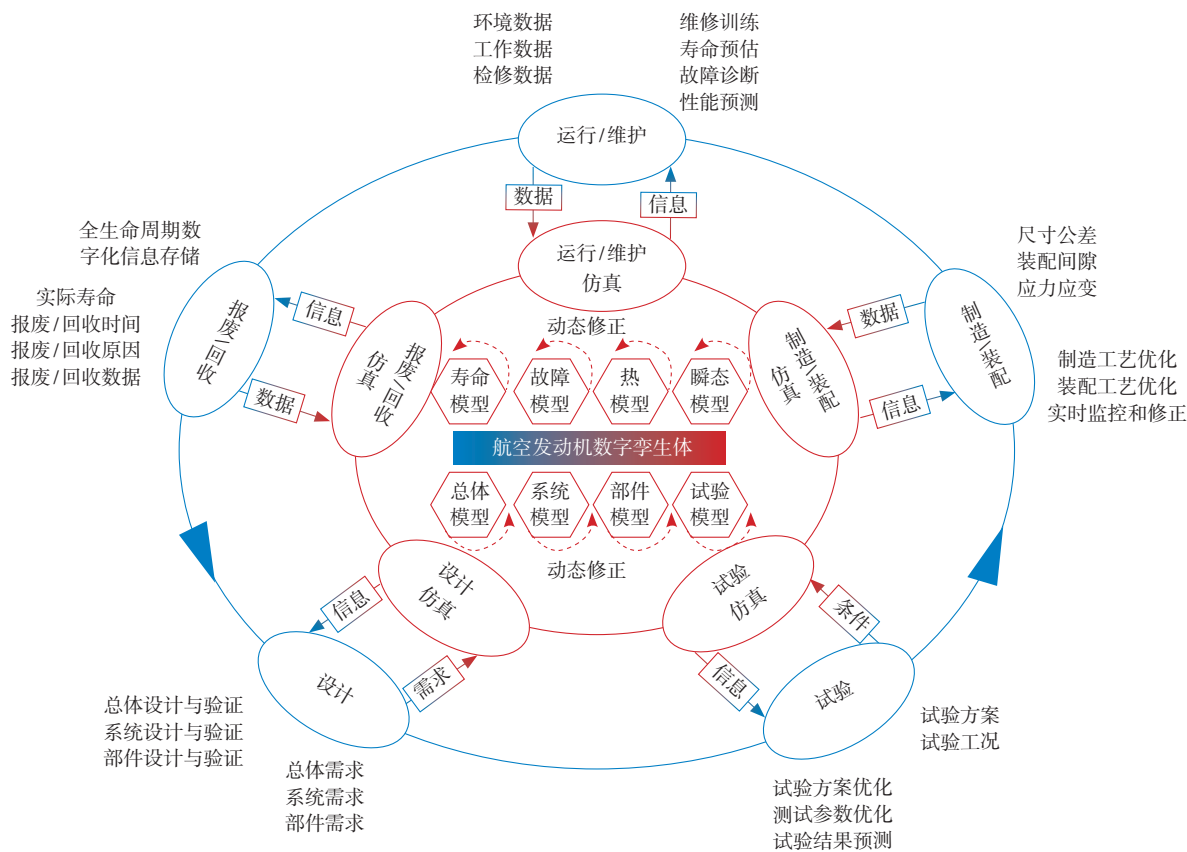 环境数据
工作数据
检修数据
维修训练
寿命预估
故障诊断
性能预测
运行/维护
数据
信息
运行/维护
仿真
全生命周期数
字化信息存储
实际寿命
报废/回收时间
报废/回收原因
报废/回收数据
报废/回收
信息
数据
报废/回收
仿真
尺寸公差
装配间隙
应力应变
制造工艺优化
装配工艺优化
实时监控和修正
制造/装配
数据
信息
制造/装配
仿真
动态修正
寿命
模型
故障
模型
热
模型
瞬态
模型
航空发动机数字孪生体
总体
模型
系统
模型
部件
模型
试验
模型
动态修正
设计
仿真
信息
需求
设计
总体设计与验证
系统设计与验证
部件设计与验证
总体需求
系统需求
部件需求
试验
仿真
条件
信息
试验
试验方案
试验工况
试验方案优化
测试参数优化
试验结果预测